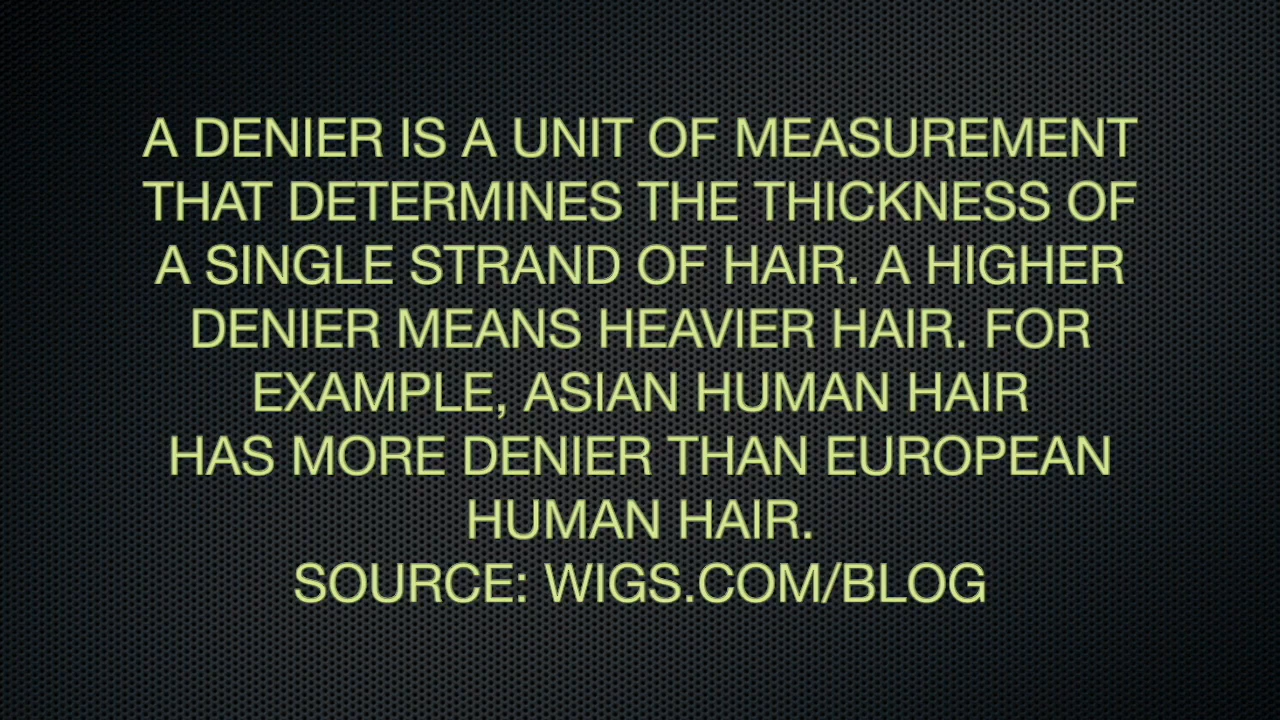 A DENIER IS A UNIT OF MEASUREMENT
THAT DETERMINES THE THICKNESS OF
A SINGLE STRAND OF HAIR. A HIGHER
DENIER MEANS HEAVIER HAIR. FOR
EXAMPLE, ASIAN HUMAN HAIR
HAS MORE DENIER THAN EUROPEAN
HUMAN HAIR.
SOURCE: WIGS.COM/BLOG